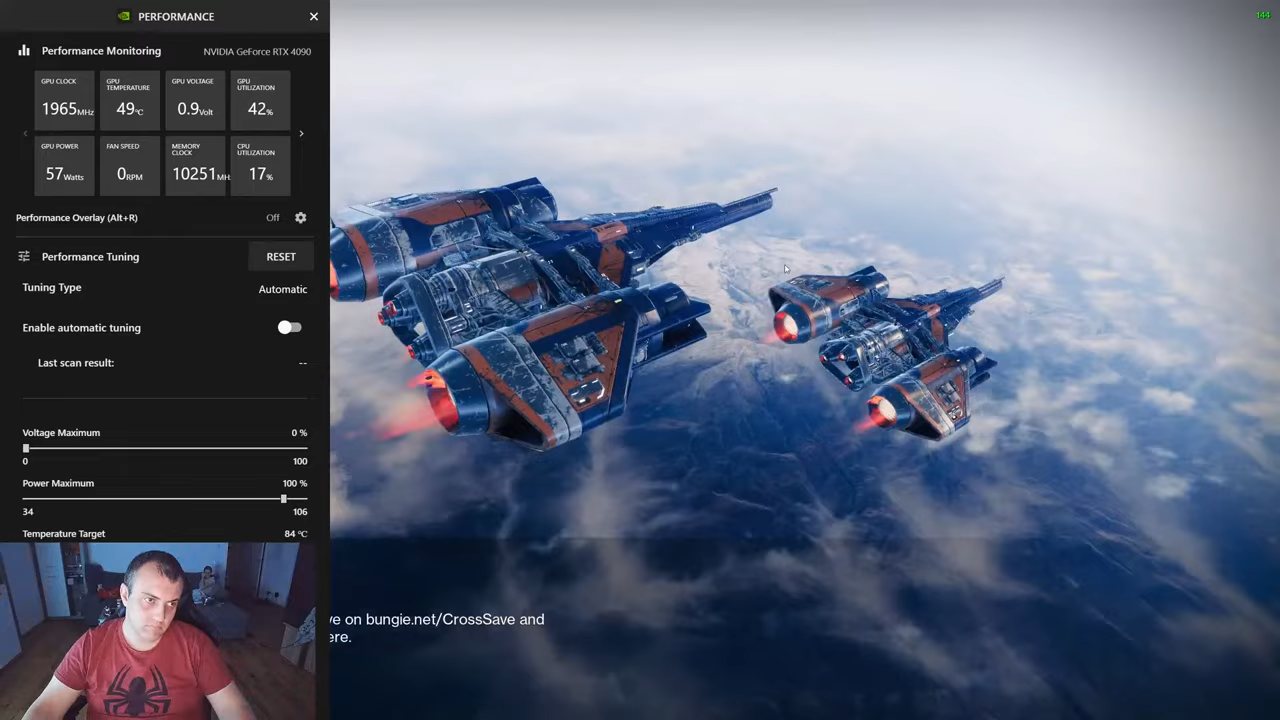 PERFORMANCE
144
Performance Monitoring
NVIDIA GeForce RTX 4090
GPU CLOCK
1965MHz
GPU TEMPERATURE
49°C
GPU VOLTAGE
0.9Volt
GPU UTILIZATION
42%
GPU POWER
57Watts
FAN SPEED
0RPM
MEMORY CLOCK
10251MH
CPU UTILIZATION
17%
Performance Overlay (Alt+R)
Off
Performance Tuning
RESET
Tuning Type
Automatic
Enable automatic tuning
Last scan result:
--
Voltage Maximum
0 %
0
100
Power Maximum
100 %
34
106
Temperature Target
84 °C
ve on bungie.net/CrossSave and
ere.